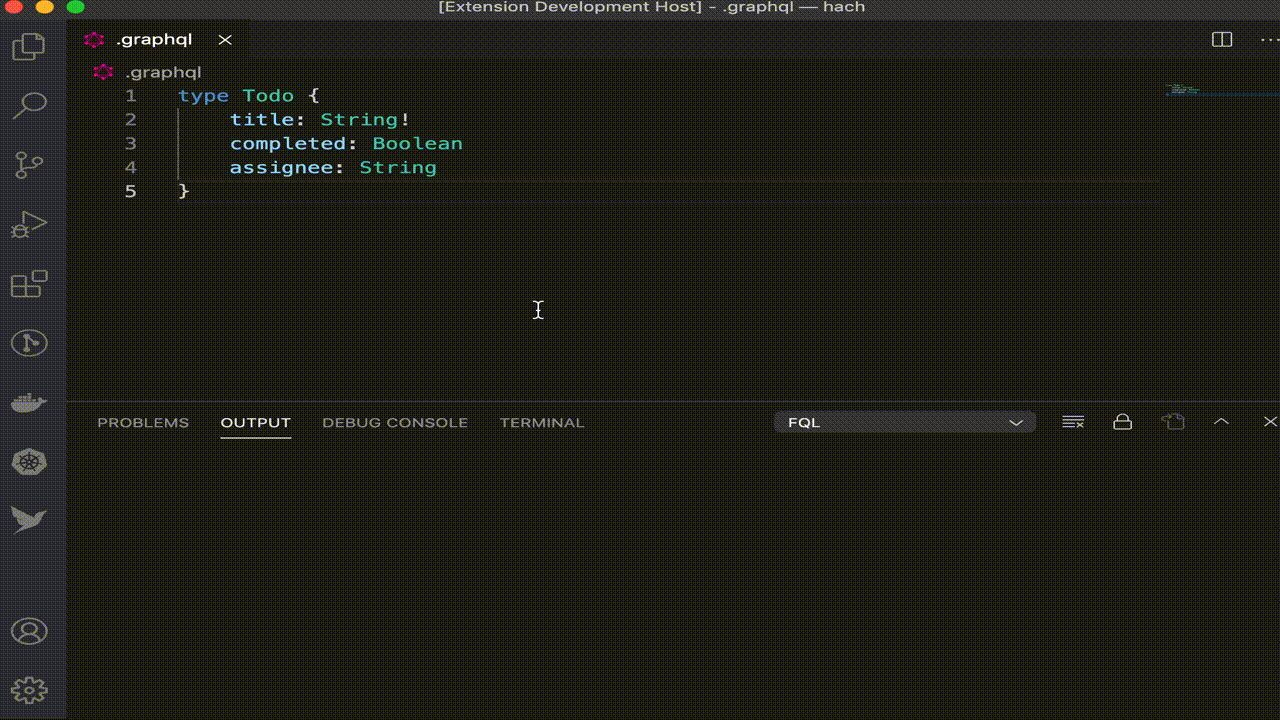 [Extension Development Host] - .graphql — hach
.graphql
.graphql
1 type Todo {
2     title: String!
3     completed: Boolean
4     assignee: String
5 }
PROBLEMS OUTPUT DEBUG CONSOLE TERMINAL FQL